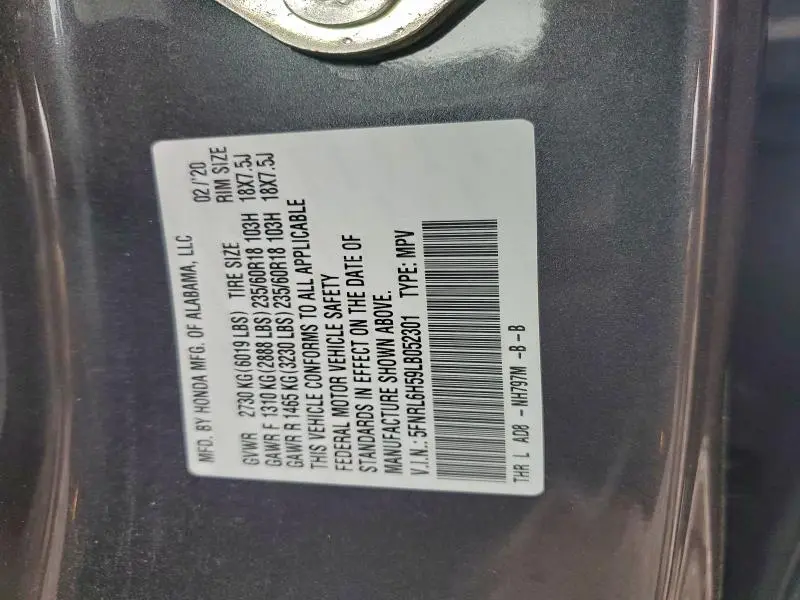 MFD. BY HONDA MFG. OF ALABAMA, LLC 02/'20
GVWR 2730 KG(6019 LBS) TIRE SIZE RIM SIZE
GAWR F 1310 KG(2888 LBS)235/60R18 103H 18X7.5J
GAWR R 1465 KG(3230 LBS)235/60R18 103H 18X7.5J
THIS VEHICLE CONFORMS TO ALL APPLICABLE
FEDERAL MOTOR VEHICLE SAFETY
STANDARDS IN EFFECT ON THE DATE OF
MANUFACTURE SHOWN ABOVE.
V.I.N.: 5FNRL6H59LB052301 TYPE: MPV
THR L AD8 -NH797M -B -B